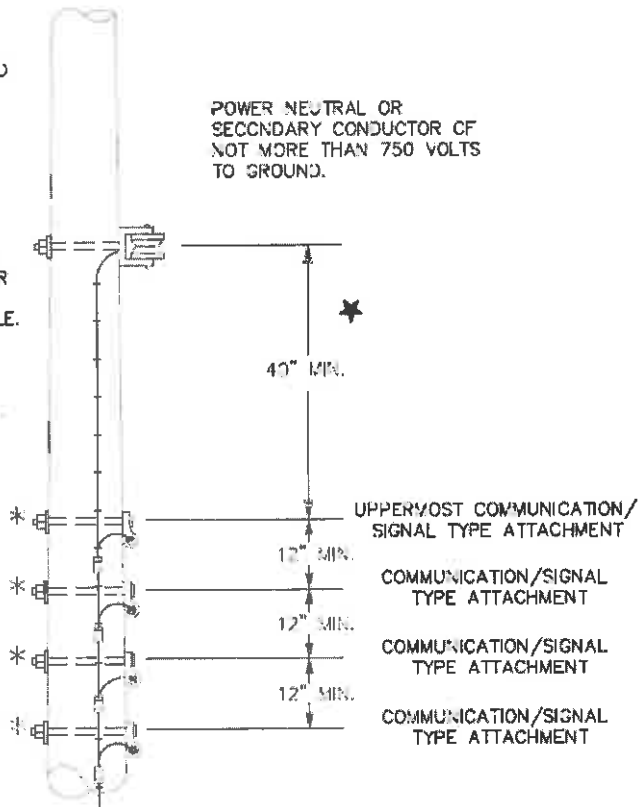 POWER NEUTRAL OR
SECONDARY CONDUCTOR OF
NOT MORE THAN 750 VOLTS
TO GROUND.
R
LE.
★
40" MIN.
*
UPPERMOST COMMUNICATION/
SIGNAL TYPE ATTACHMENT
12" MIN.
*
COMMUNICATION/SIGNAL
TYPE ATTACHMENT
12" MIN.
*
COMMUNICATION/SIGNAL
TYPE ATTACHMENT
12" MIN.
*
COMMUNICATION/SIGNAL
TYPE ATTACHMENT